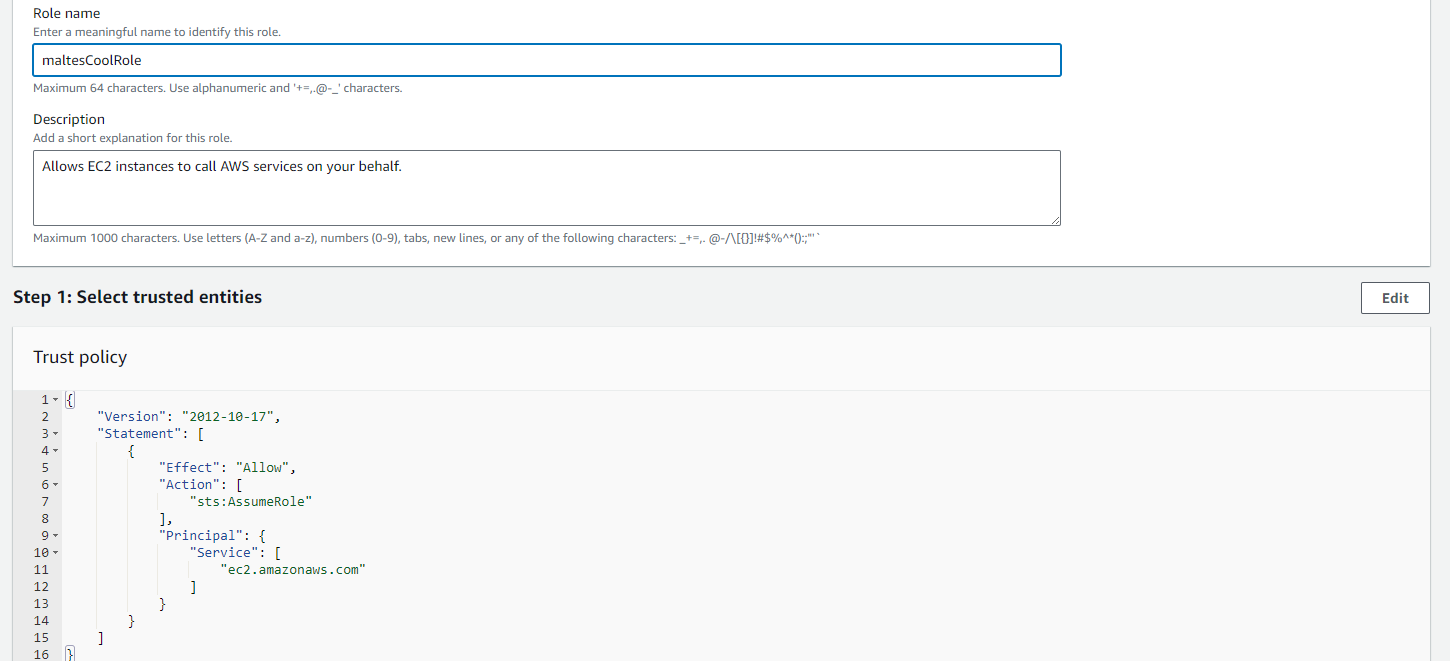 Role name
Enter a meaningful name to identify this role.
maltesCoolRole
Maximum 64 characters. Use alphanumeric and '+=,.@-_' characters.
Description
Add a short explanation for this role.
Allows EC2 instances to call AWS services on your behalf.
Maximum 1000 characters. Use letters (A-Z and a-z), numbers (0-9), tabs, new lines, or any of the following characters: _+=,. @-/\[{}]!#$%^*();:"'`
Step 1: Select trusted entities
Edit
Trust policy
1 {
2 "Version": "2012-10-17",
3 "Statement": [
4 {
5 "Effect": "Allow",
6 "Action": [
7 "sts:AssumeRole"
8 ],
9 "Principal": {
10 "Service": [
11 "ec2.amazonaws.com"
12 ]
13 }
14 }
15 ]
16 }